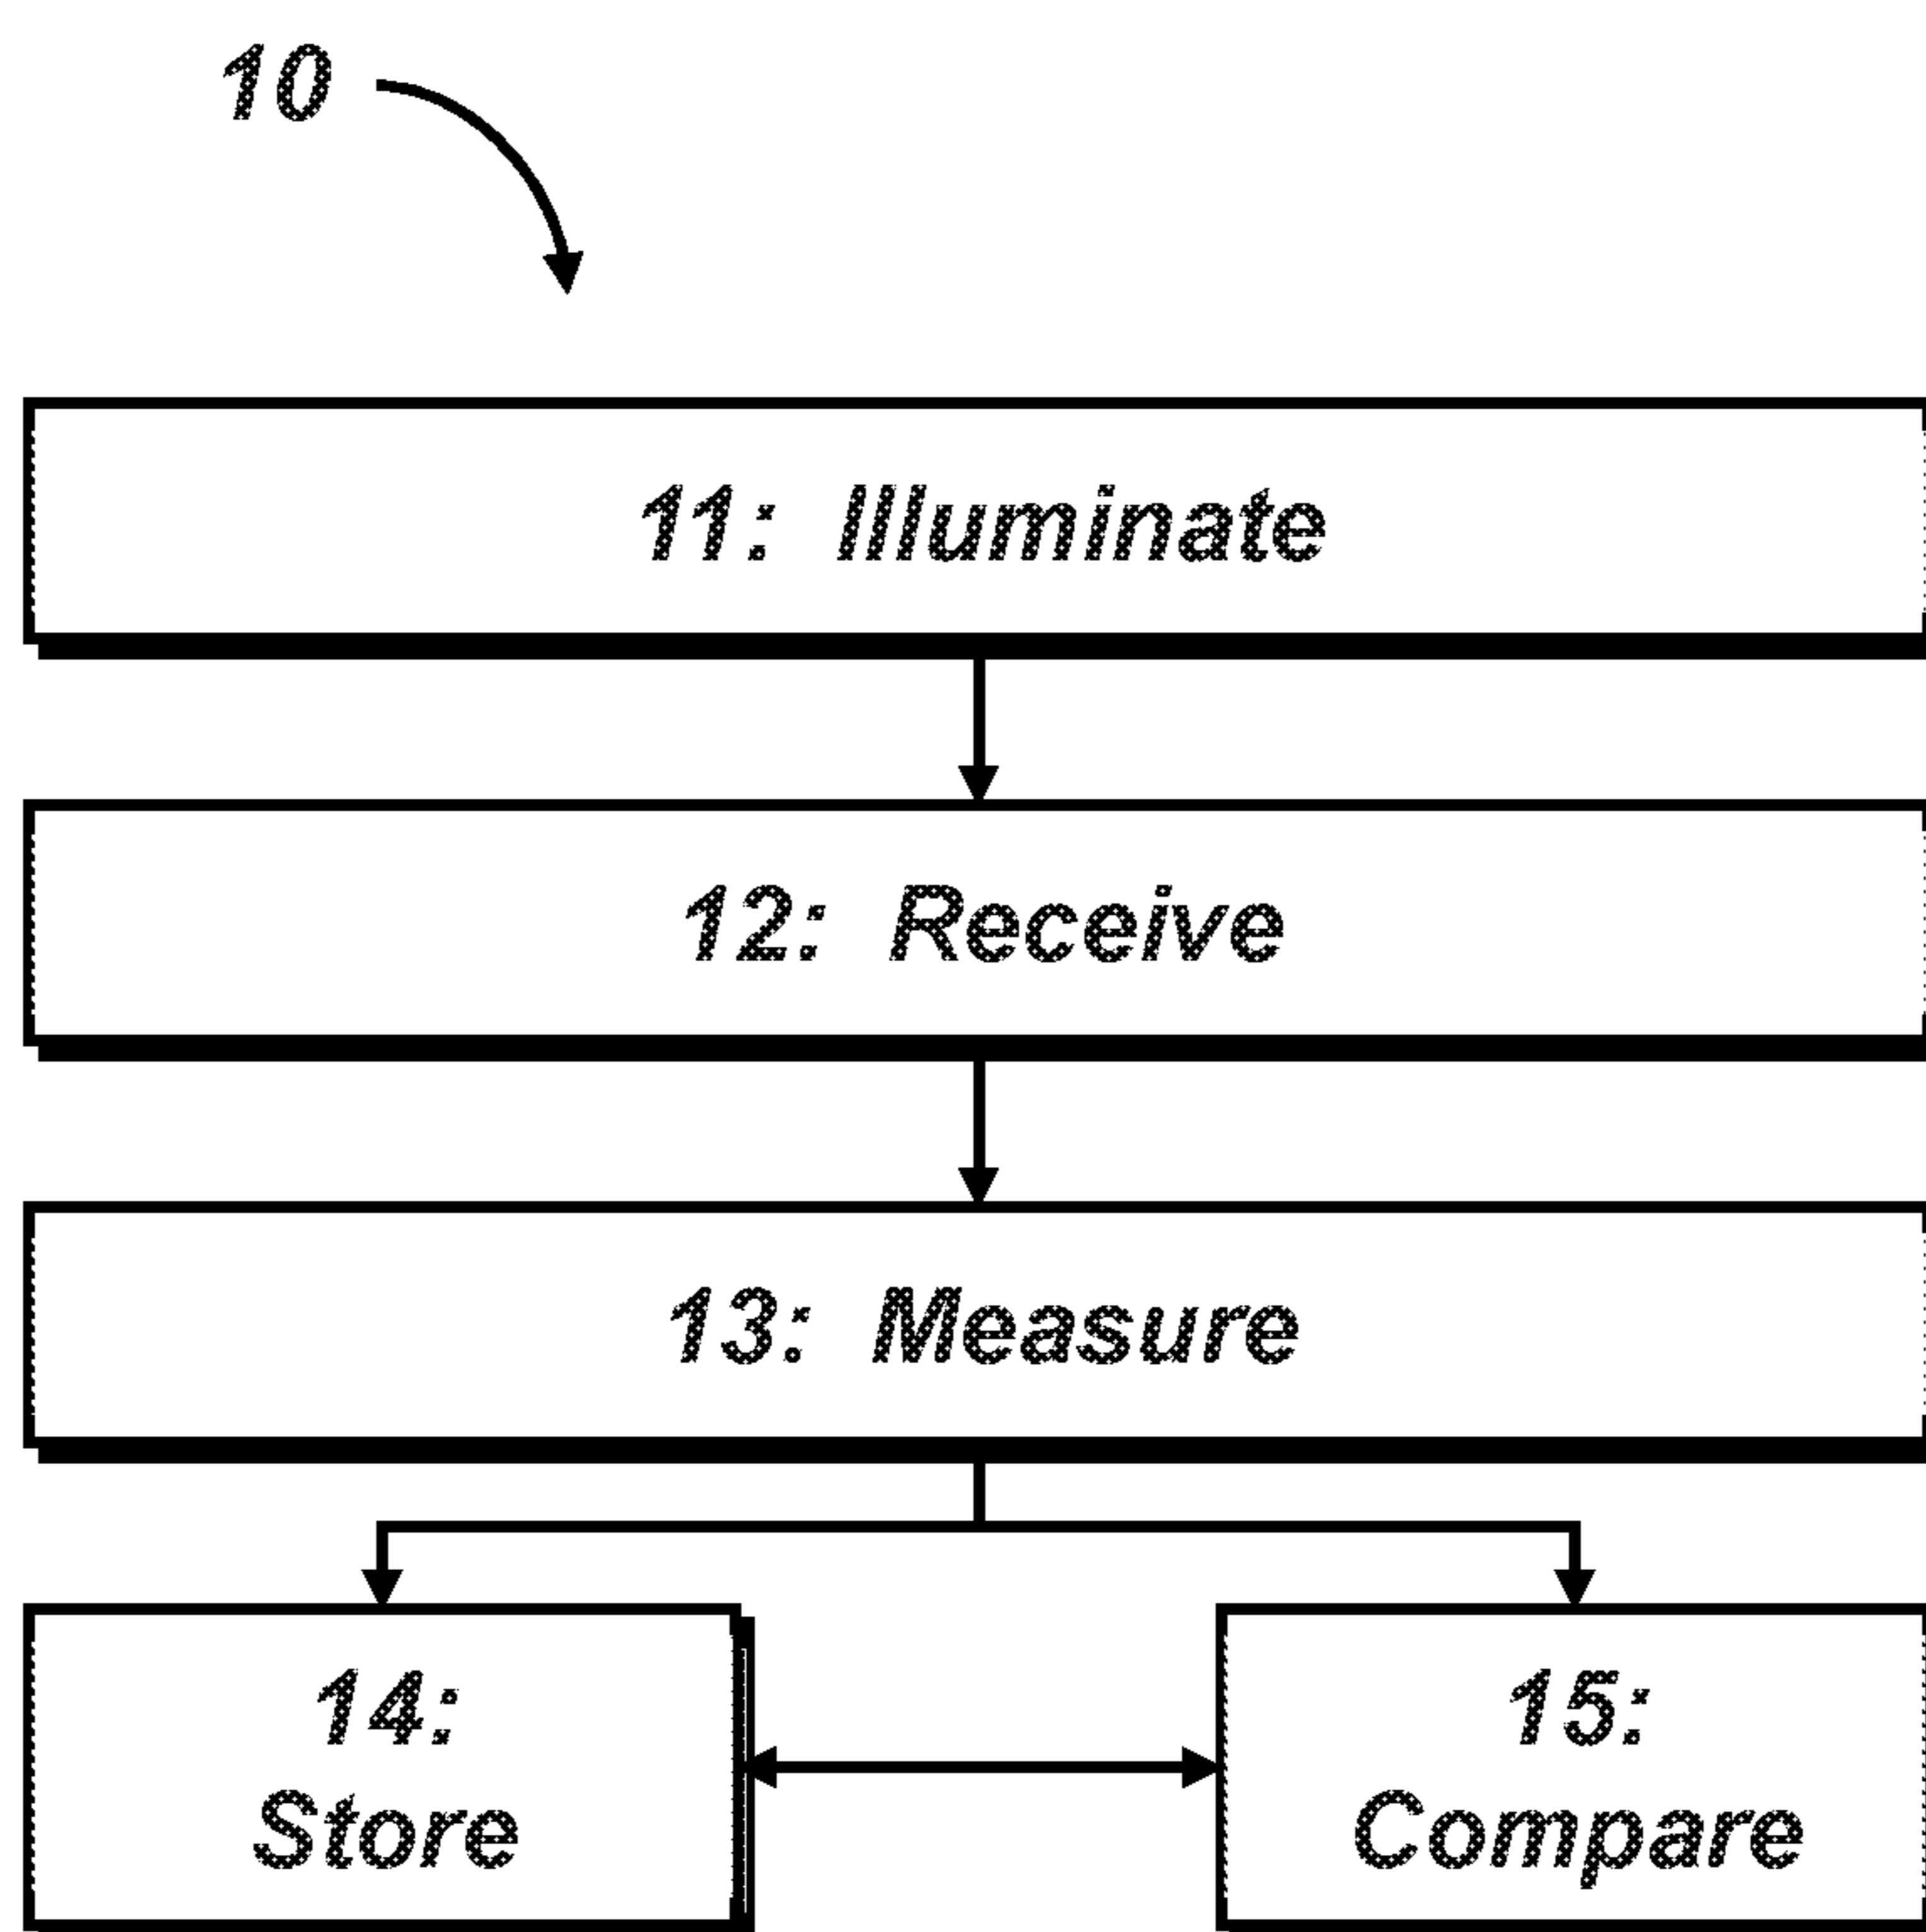 10
11: Illuminate
12: Receive
13: Measure
14:
Store
15:
Compare